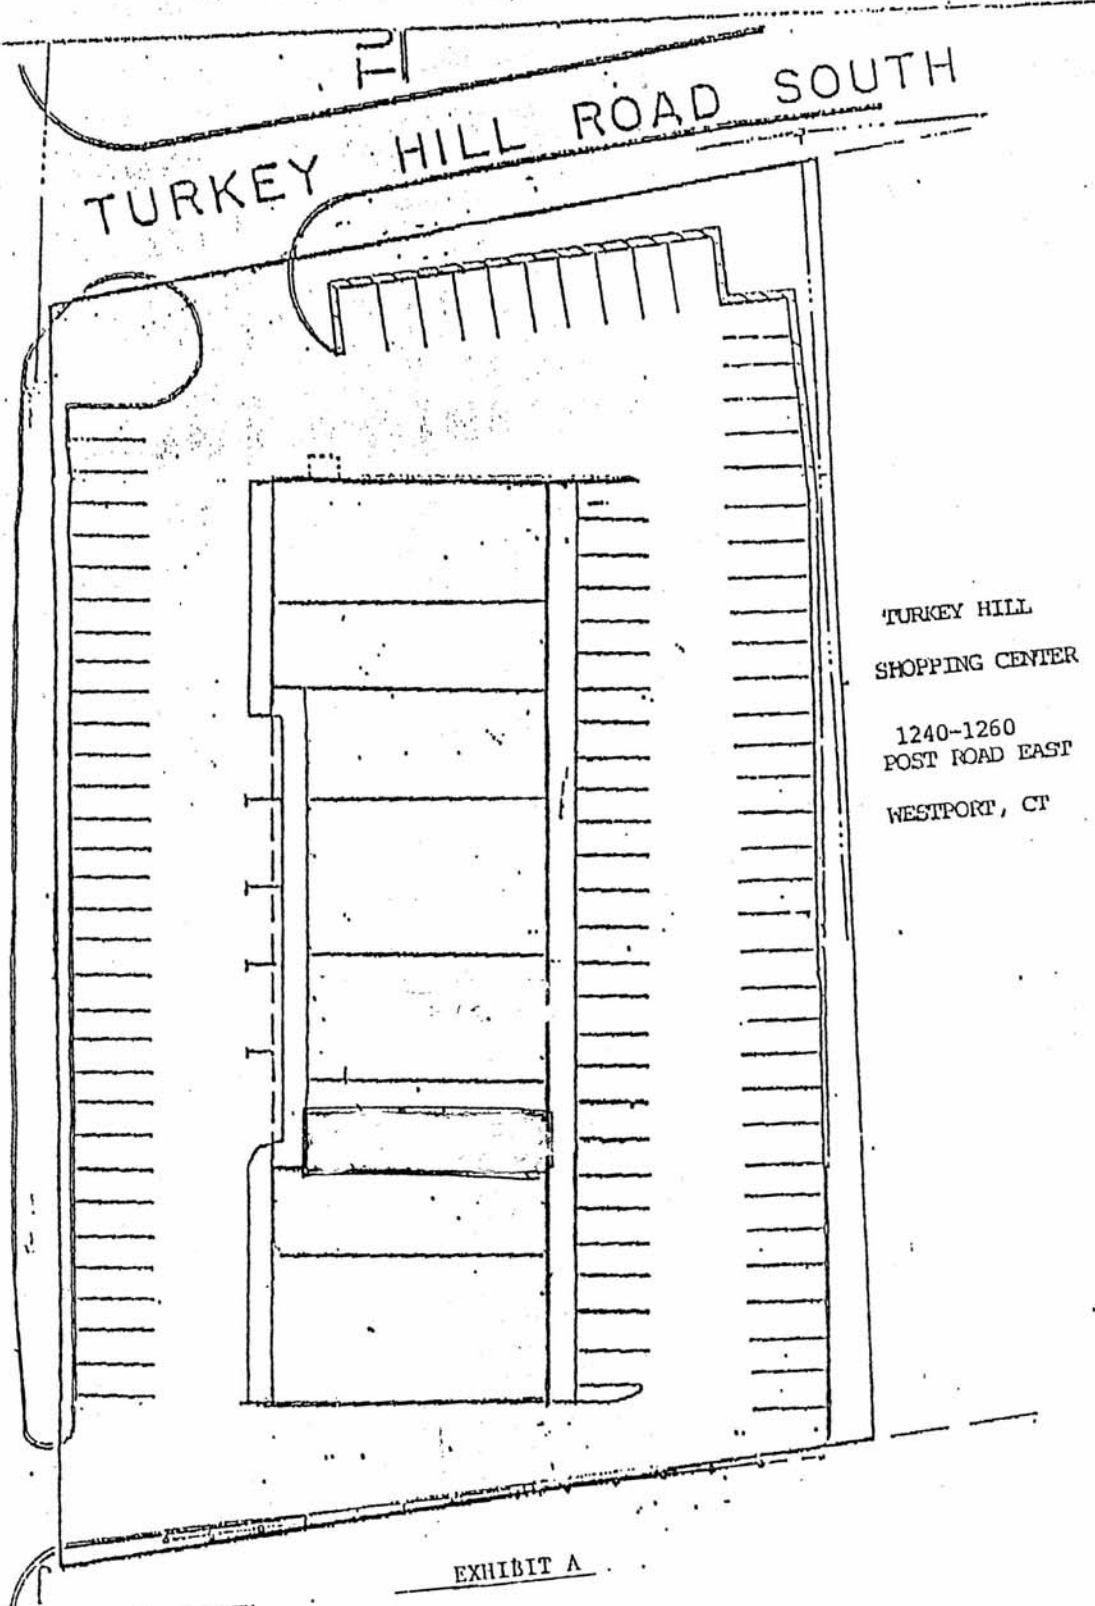 TURKEY HILL ROAD SOUTH
TURKEY HILL
SHOPPING CENTER
1240-1260
POST ROAD EAST
WESTPORT, CT
EXHIBIT A